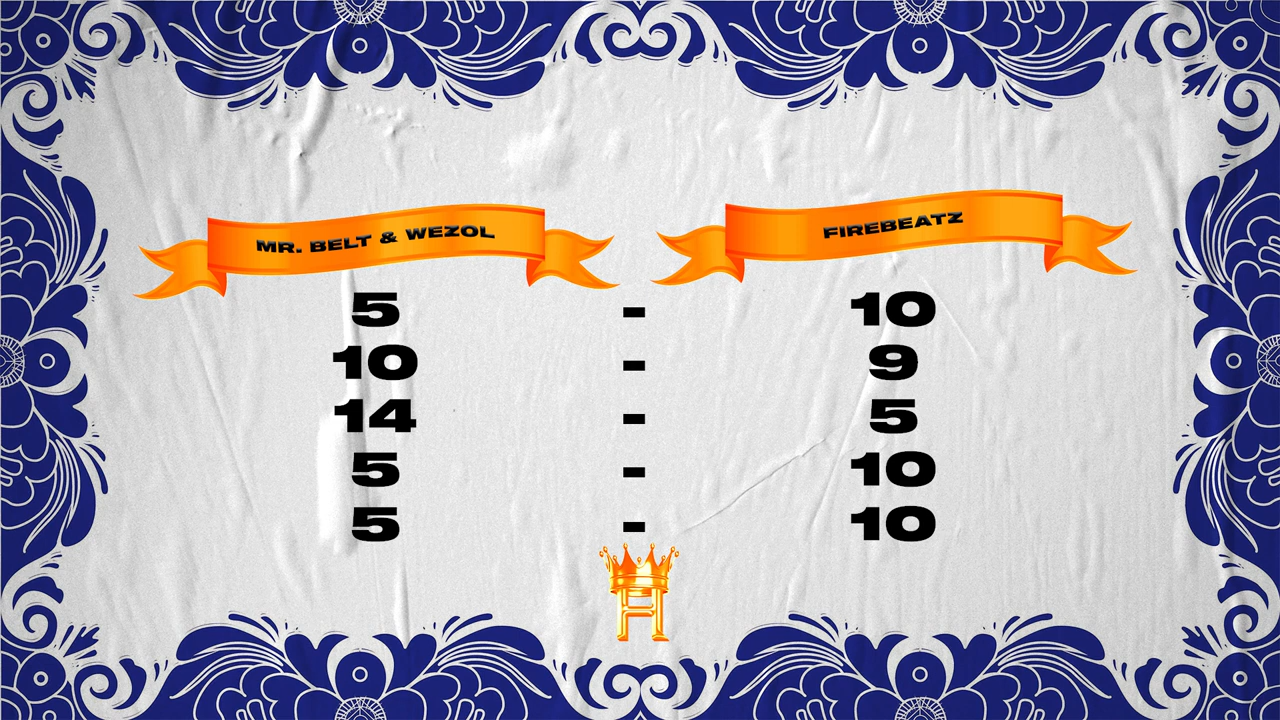 MR. BELT & WEZOL FIREBEATZ
5 - 10
10 - 9
14 - 5
5 - 10
5 - 10
H